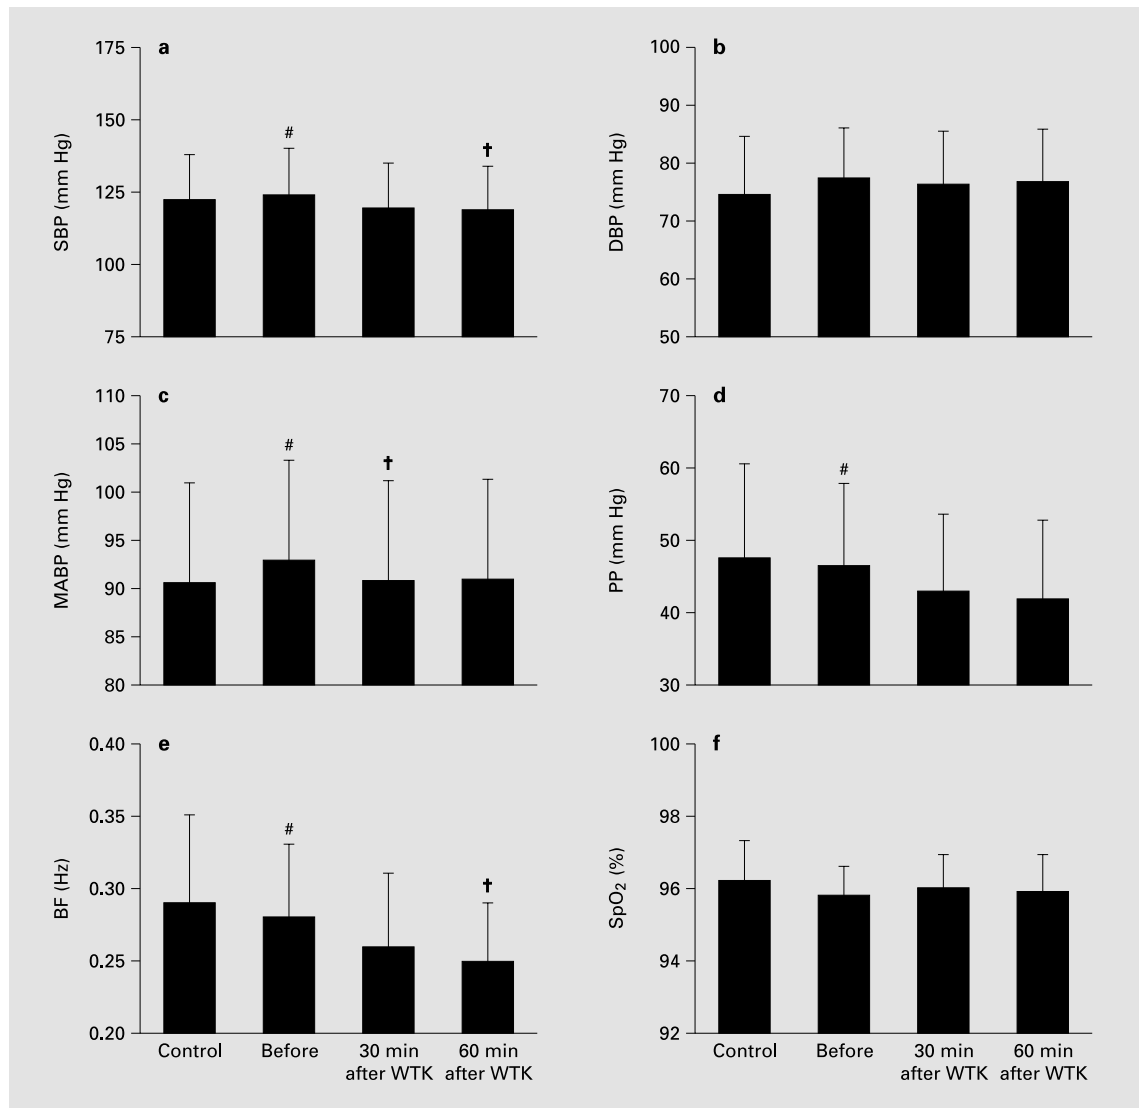 a
175
150
125
100
75
SBP (mm Hg)
#
†
b
100
90
80
70
60
50
DBP (mm Hg)
c
110
105
100
95
90
85
80
MABP (mm Hg)
#
†
d
70
60
50
40
30
PP (mm Hg)
#
e
0.40
0.35
0.30
0.25
0.20
BF (Hz)
#
†
Control
Before
30 min
after WTK
60 min
after WTK
f
100
98
96
94
92
SpO2 (%)
Control
Before
30 min
after WTK
60 min
after WTK